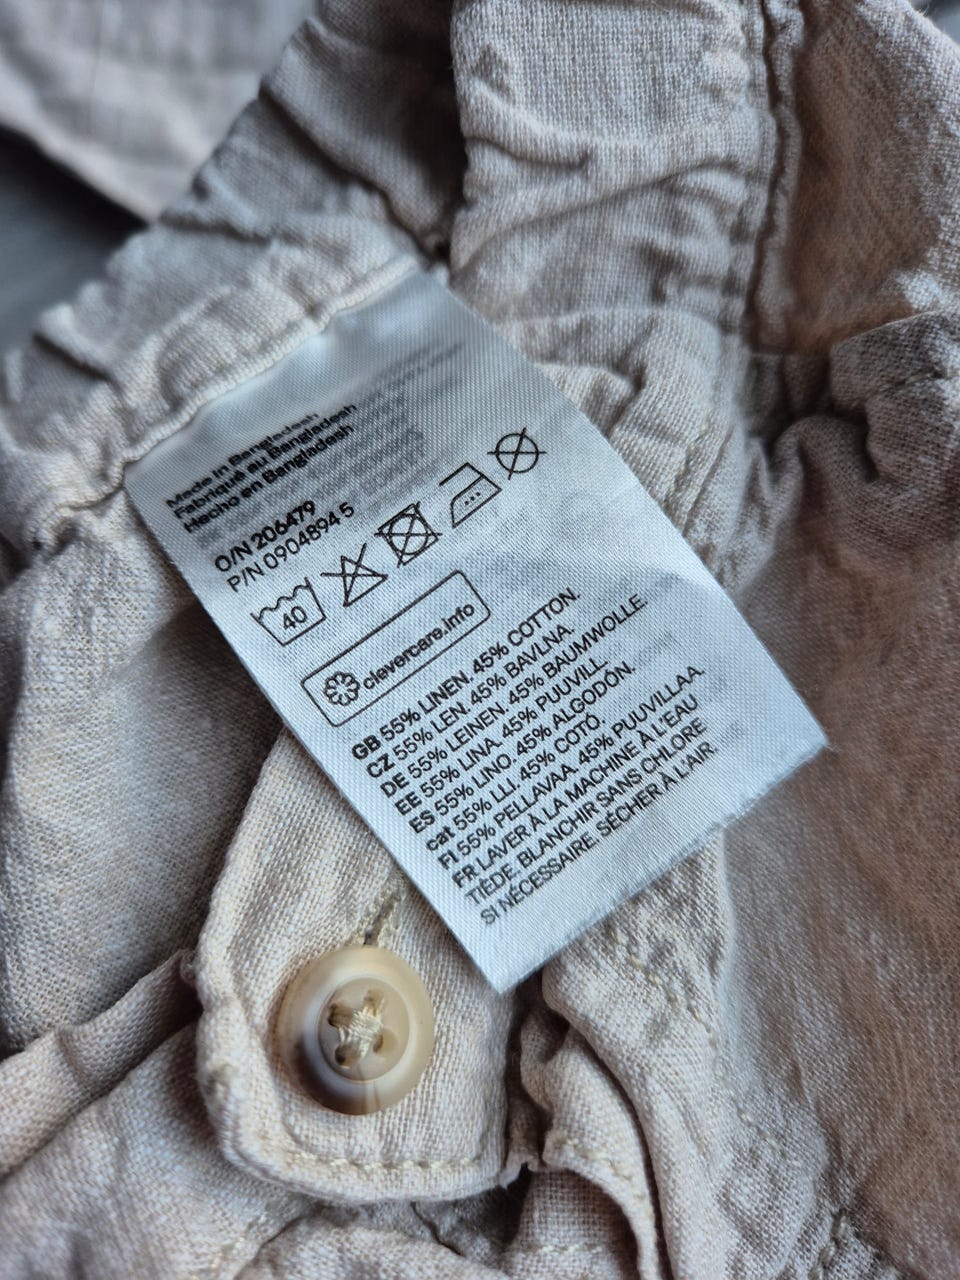 Made in Bangladesh
Fabriqué au Bangladesh
Hecho en Bangladesh
O/N 206479
P/N 0904894 5
40
clevercare.info
GB 55% LINEN. 45% COTTON.
CZ 55% LEN. 45% BAVLNA.
DE 55% LEINEN. 45% BAUMWOLLE.
EE 55% LINA. 45% PUUVILL.
ES 55% LINO. 45% ALGODÓN.
cat 55% LLI. 45% COTÓ.
FI 55% PELLAVAA. 45% PUUVILLAA.
FR LAVER À LA MACHINE À L'EAU
TIÈDE. BLANCHIR SANS CHLORE
SI NÉCESSAIRE. SÉCHER À L'AIR.